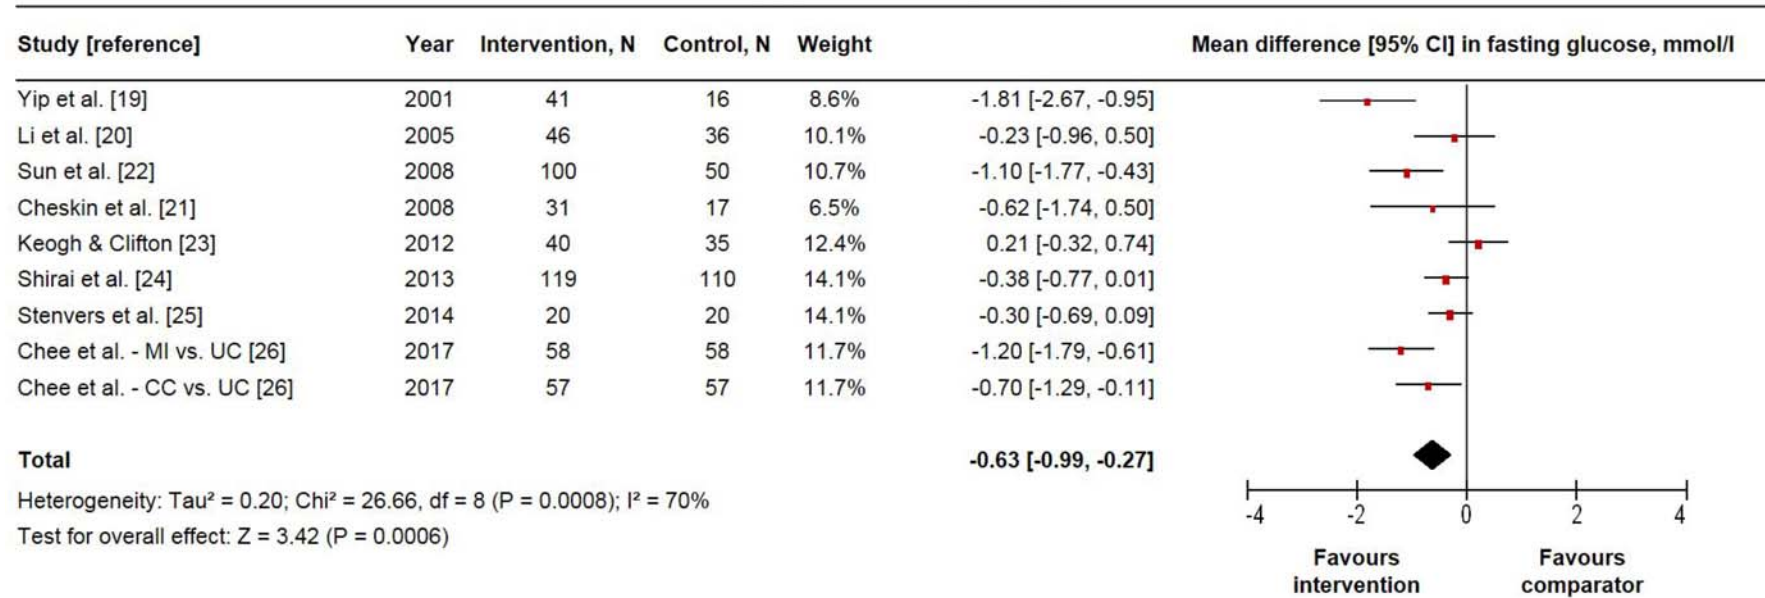 Study [reference] Year Intervention, N Control, N Weight Mean difference [95% CI] in fasting glucose, mmol/l
Yip et al. [19] 2001 41 16 8.6% -1.81 [-2.67, -0.95]
Li et al. [20] 2005 46 36 10.1% -0.23 [-0.96, 0.50]
Sun et al. [22] 2008 100 50 10.7% -1.10 [-1.77, -0.43]
Cheskin et al. [21] 2008 31 17 6.5% -0.62 [-1.74, 0.50]
Keogh & Clifton [23] 2012 40 35 12.4% 0.21 [-0.32, 0.74]
Shirai et al. [24] 2013 119 110 14.1% -0.38 [-0.77, 0.01]
Stenvers et al. [25] 2014 20 20 14.1% -0.30 [-0.69, 0.09]
Chee et al. - MI vs. UC [26] 2017 58 58 11.7% -1.20 [-1.79, -0.61]
Chee et al. - CC vs. UC [26] 2017 57 57 11.7% -0.70 [-1.29, -0.11]
Total -0.63 [-0.99, -0.27]
Heterogeneity: Tau² = 0.20; Chi² = 26.66, df = 8 (P = 0.0008); I² = 70%
Test for overall effect: Z = 3.42 (P = 0.0006)
-4 -2 0 2 4
Favours intervention
Favours comparator